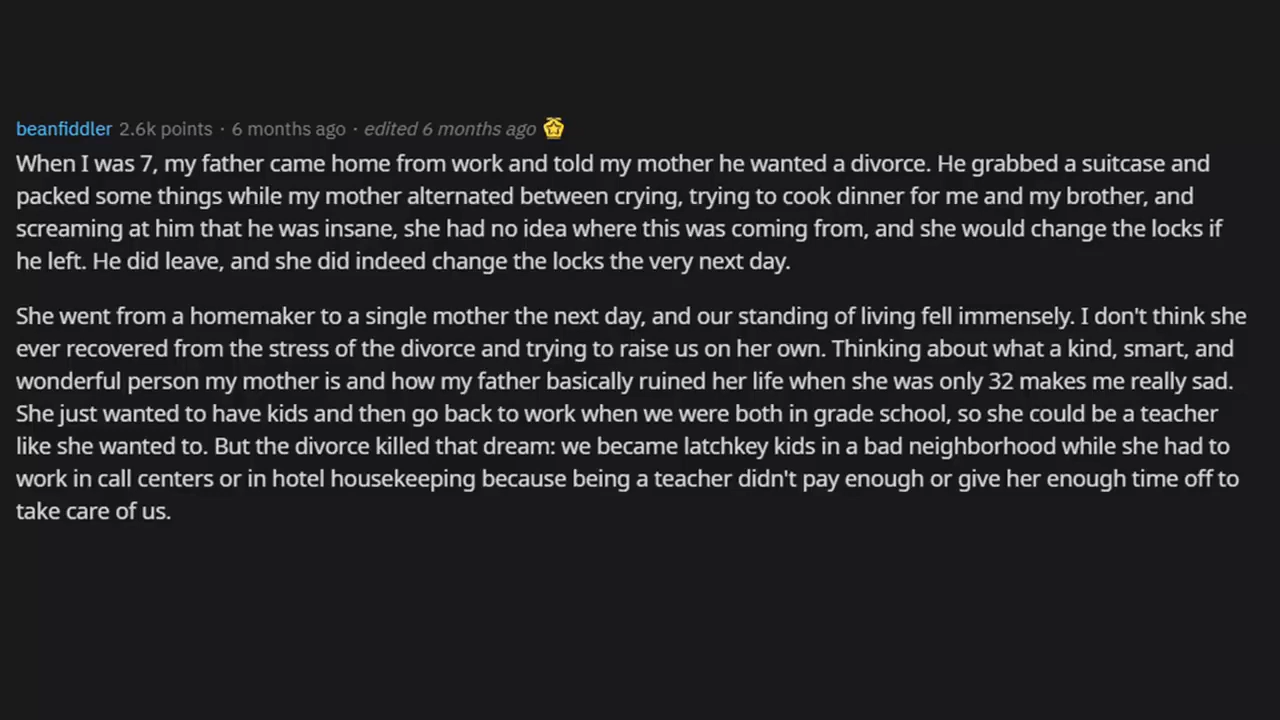 beanfiddler 2.6k points · 6 months ago · edited 6 months ago
When I was 7, my father came home from work and told my mother he wanted a divorce. He grabbed a suitcase and
packed some things while my mother alternated between crying, trying to cook dinner for me and my brother, and
screaming at him that he was insane, she had no idea where this was coming from, and she would change the locks if
he left. He did leave, and she did indeed change the locks the very next day.
She went from a homemaker to a single mother the next day, and our standing of living fell immensely. I don't think she
ever recovered from the stress of the divorce and trying to raise us on her own. Thinking about what a kind, smart, and
wonderful person my mother is and how my father basically ruined her life when she was only 32 makes me really sad.
She just wanted to have kids and then go back to work when we were both in grade school, so she could be a teacher
like she wanted to. But the divorce killed that dream: we became latchkey kids in a bad neighborhood while she had to
work in call centers or in hotel housekeeping because being a teacher didn't pay enough or give her enough time off to
take care of us.